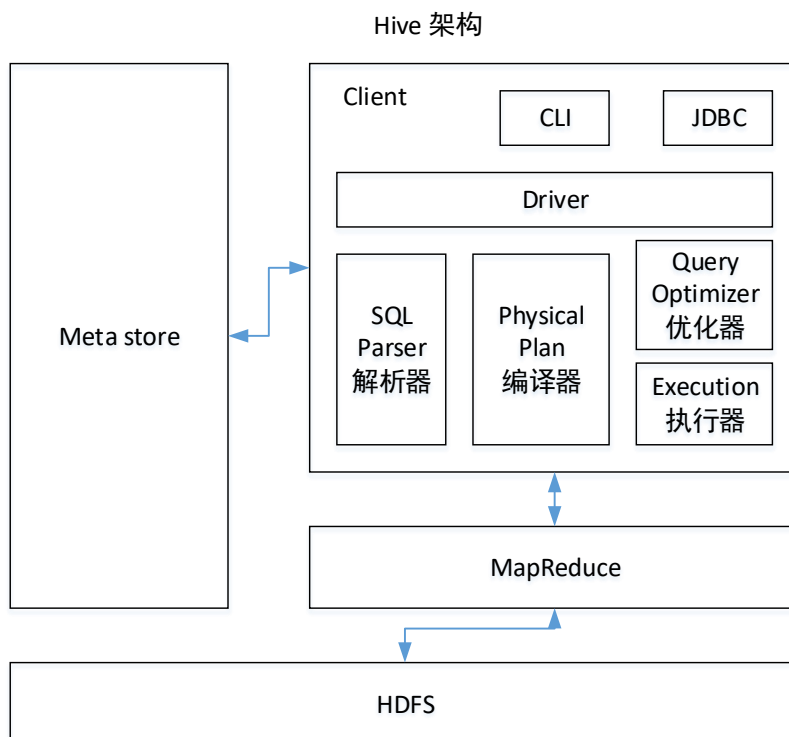 Hive 架构
Client
CLI
JDBC
Driver
Meta store
SQL
Parser
解析器
Physical
Plan
编译器
Query
Optimizer
优化器
Execution
执行器
MapReduce
HDFS